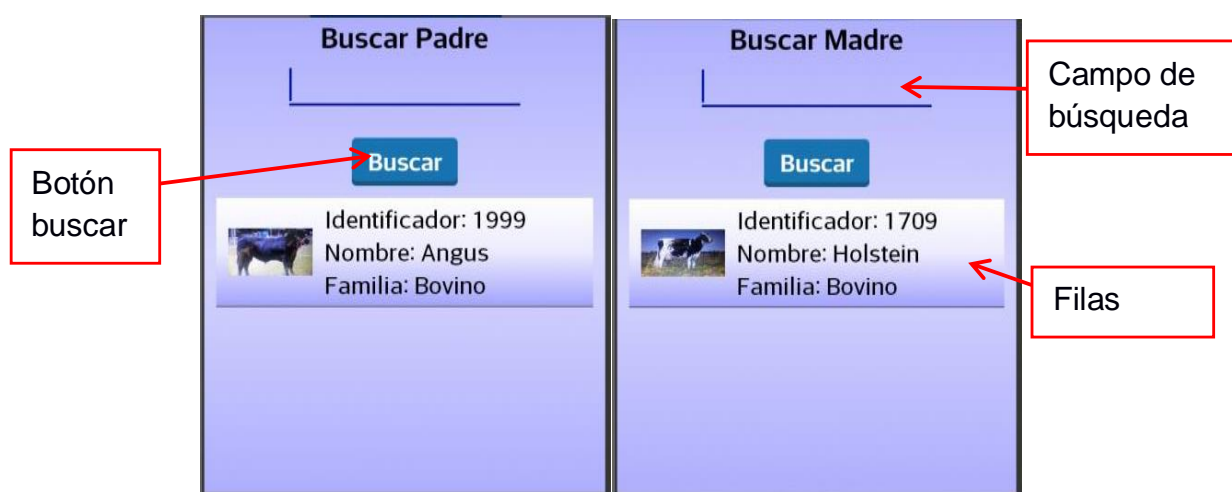 Buscar Padre
Buscar
Identificador: 1999
Nombre: Angus
Familia: Bovino
Buscar Madre
Buscar
Identificador: 1709
Nombre: Holstein
Familia: Bovino
Botón
buscar
Campo de
búsqueda
Filas